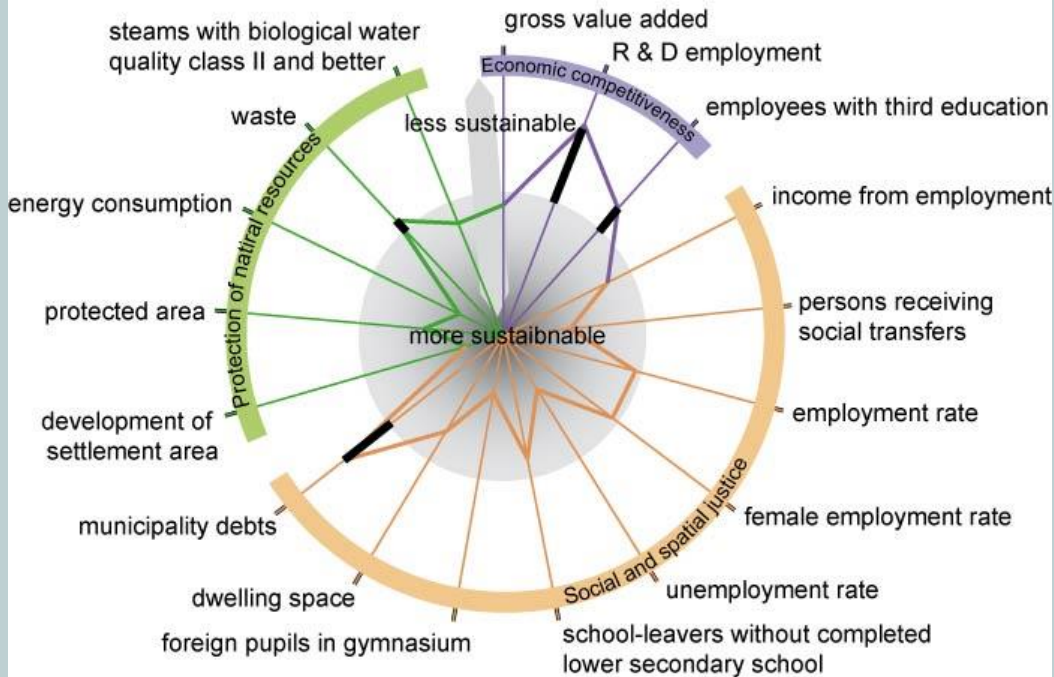 steams with biological water
quality class II and better
gross value added
Economic competitiveness
R & D employment
less sustainable
waste
employees with third education
energy consumption
income from employment
Protection of natiral resources
protected area
persons receiving
social transfers
more sustaibnable
development of
settlement area
employment rate
municipality debts
female employment rate
Social and spatial justice
dwelling space
unemployment rate
foreign pupils in gymnasium
school-leavers without completed
lower secondary school